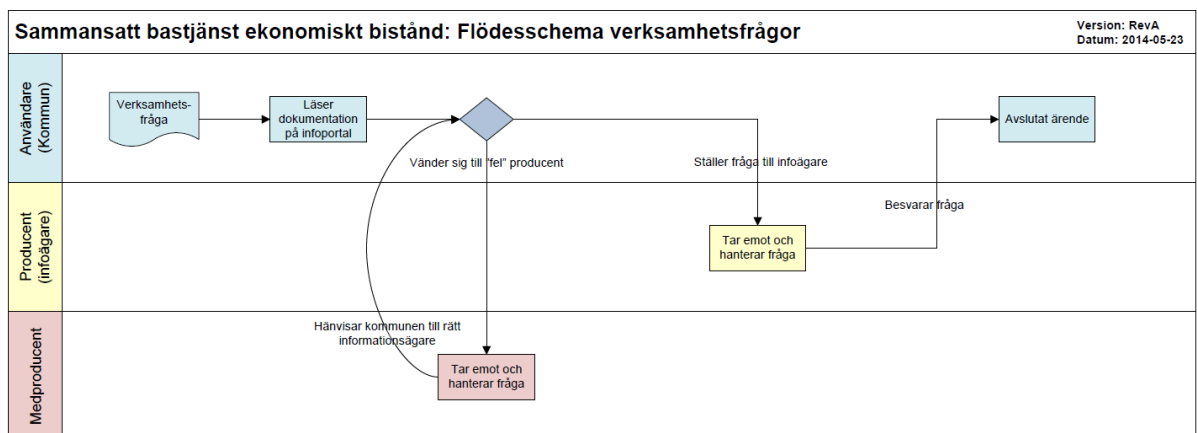 Sammansatt bastjänst ekonomiskt bistånd: Flödesschema verksamhetsfrågor
Version: RevA
Datum: 2014-05-23
Användare
(Kommun)
Verksamhets-
fråga
Läser
dokumentation
på infoportal
Avslutat ärende
Vänder sig till "fel" producent
Ställer fråga till infoägare
Producent
(infoägare)
Besvarar fråga
Tar emot och
hanterar fråga
Medproducent
Hänvisar kommunen till rätt
informationsägare
Tar emot och
hanterar fråga